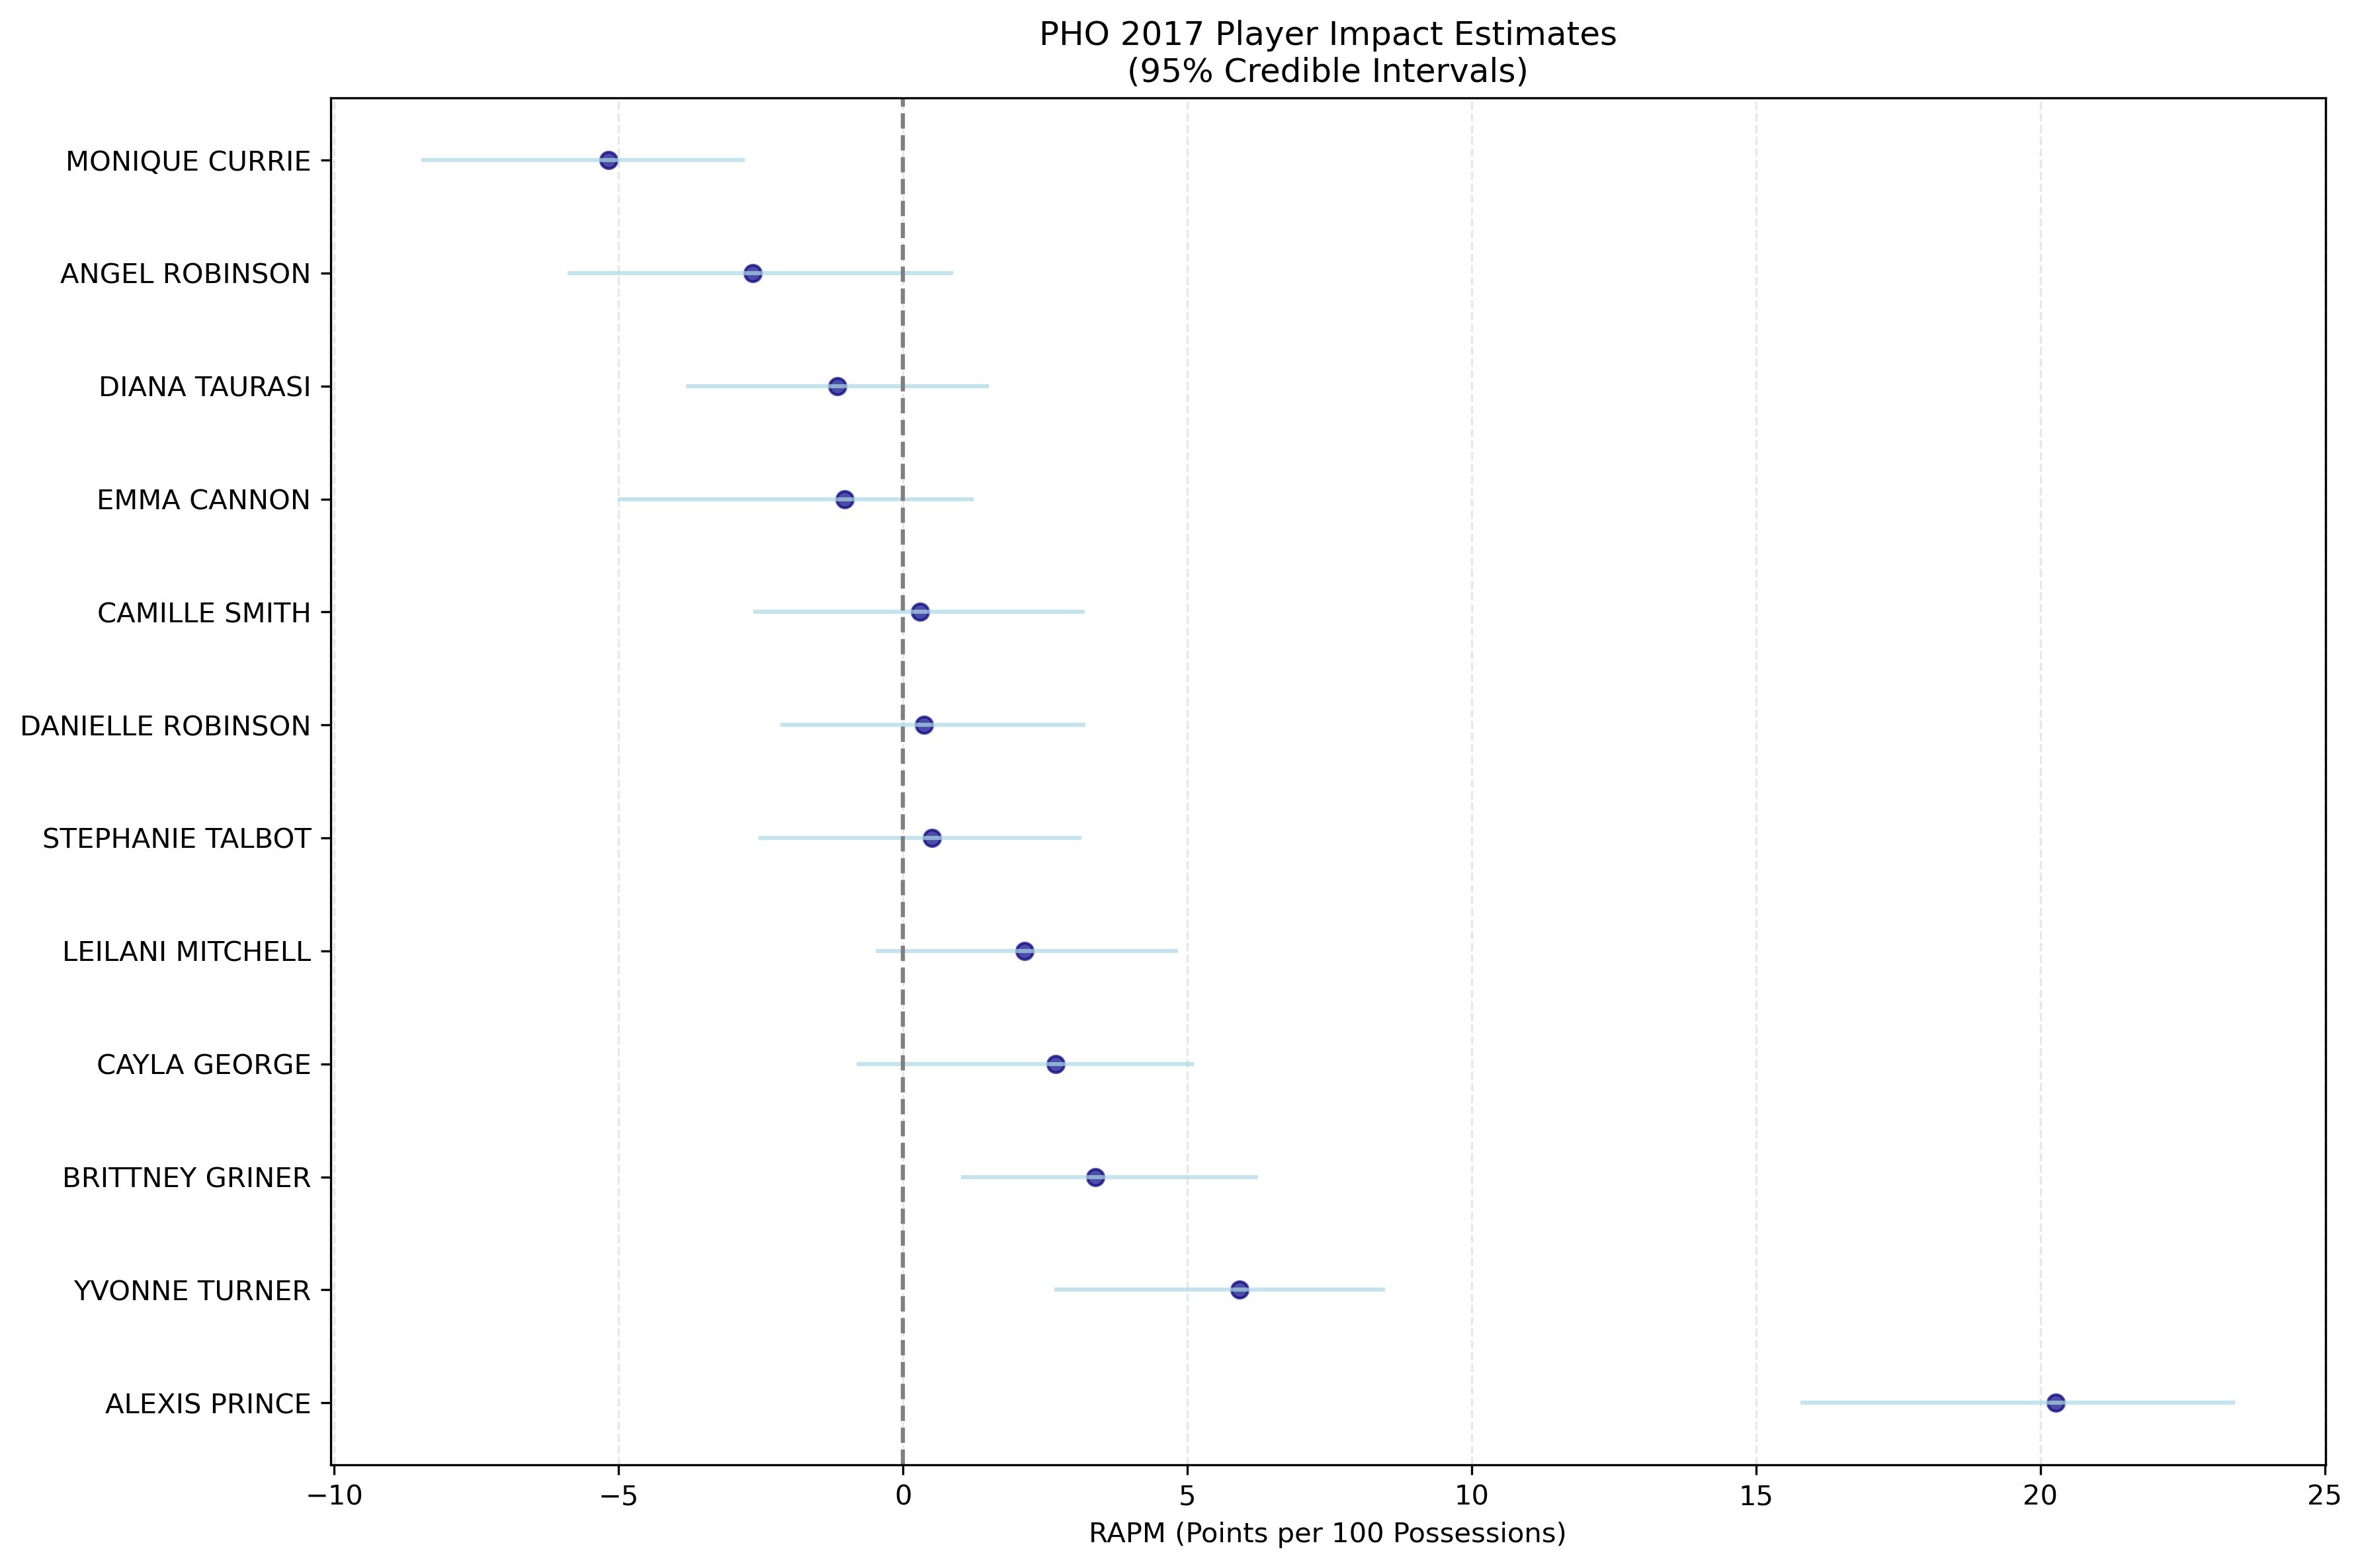 PHO 2017 Player Impact Estimates
(95% Credible Intervals)
MONIQUE CURRIE
ANGEL ROBINSON
DIANA TAURASI
EMMA CANNON
CAMILLE SMITH
DANIELLE ROBINSON
STEPHANIE TALBOT
LEILANI MITCHELL
CAYLA GEORGE
BRITTNEY GRINER
YVONNE TURNER
ALEXIS PRINCE
−10 −5 0 5 10 15 20 25
RAPM (Points per 100 Possessions)